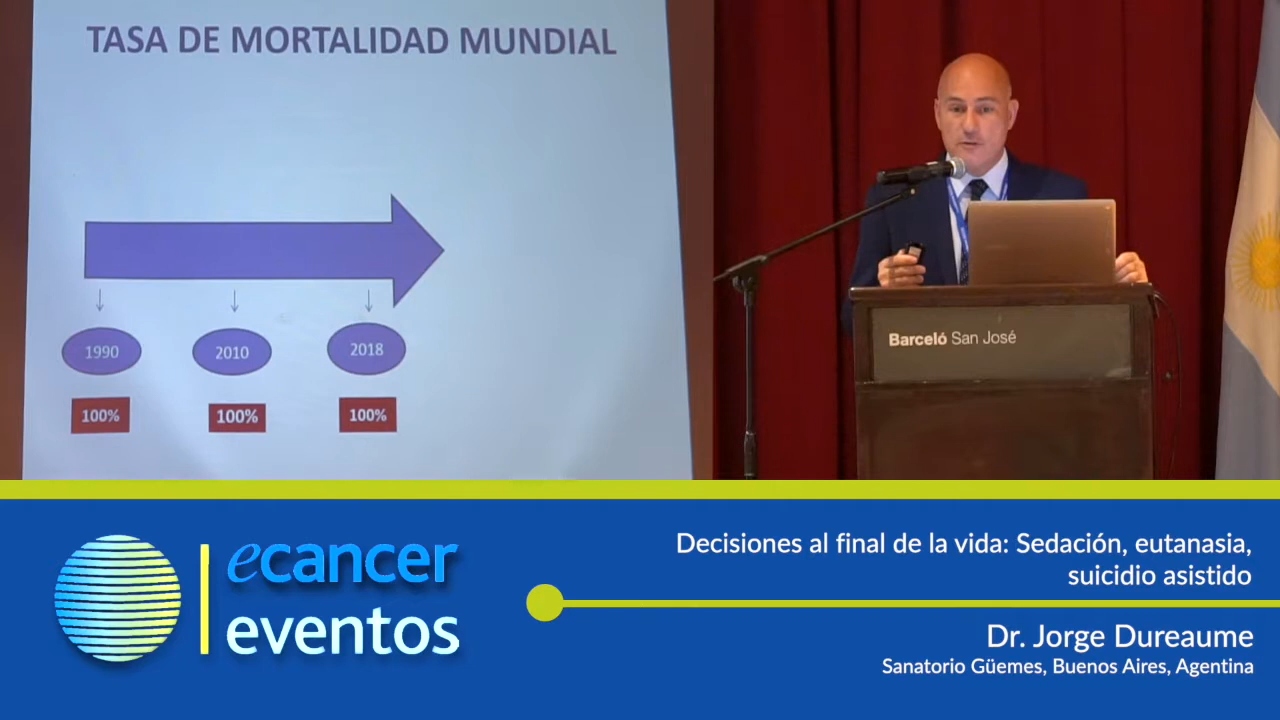 TASA DE MORTALIDAD MUNDIAL
1990
2010
2018
100%
100%
100%
Barceló San José
ecancer
eventos
Decisiones al final de la vida: Sedación, eutanasia,
suicidio asistido
Dr. Jorge Dureaume
Sanatorio Güemes, Buenos Aires, Agentina